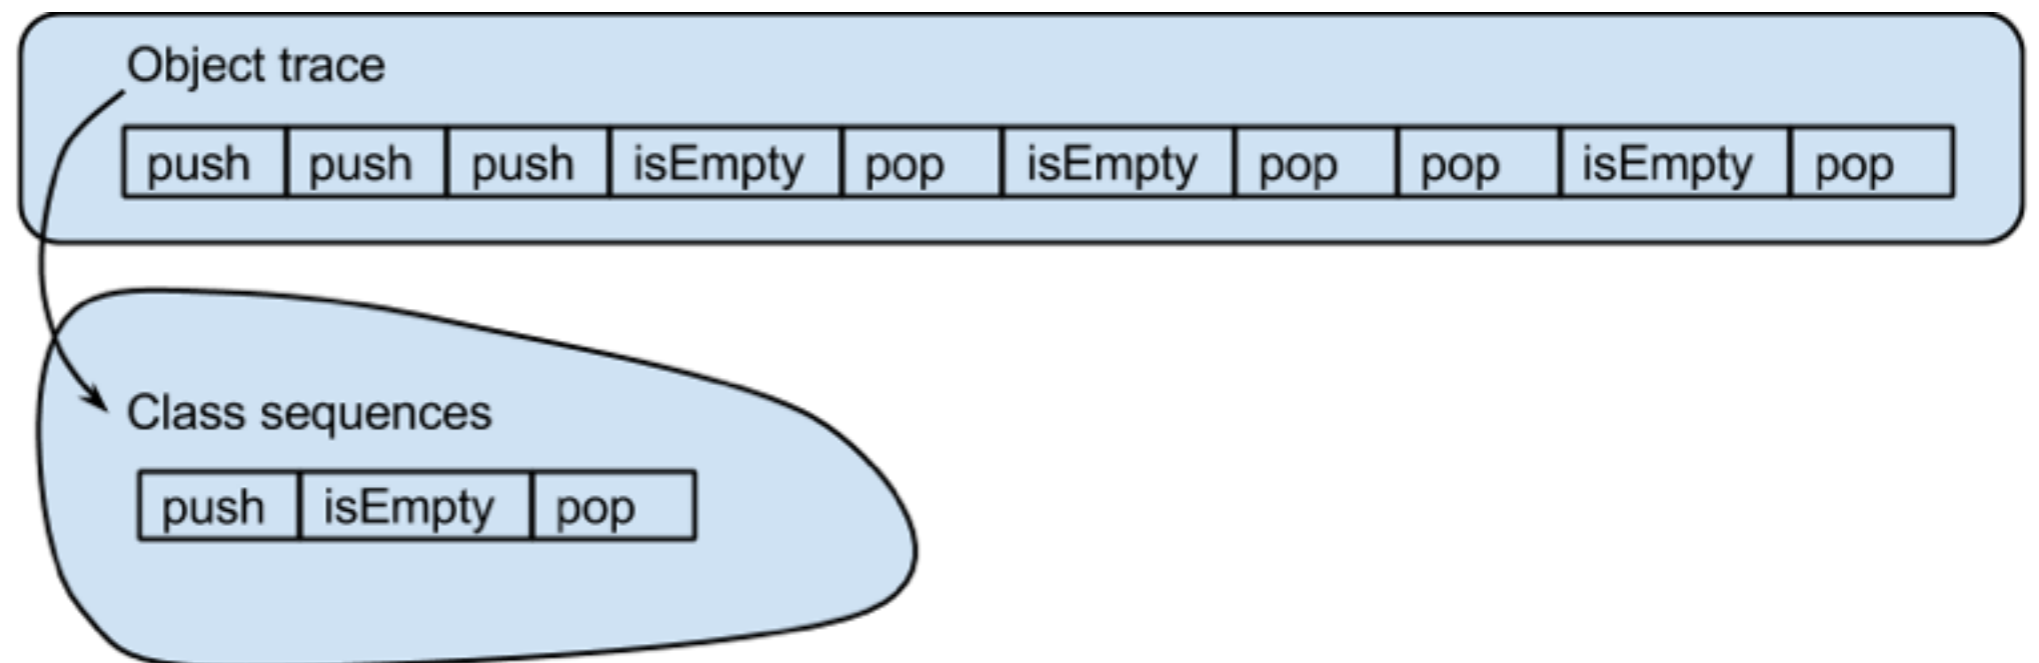 Object trace
push push push isEmpty pop isEmpty pop pop isEmpty pop
Class sequences
push isEmpty pop